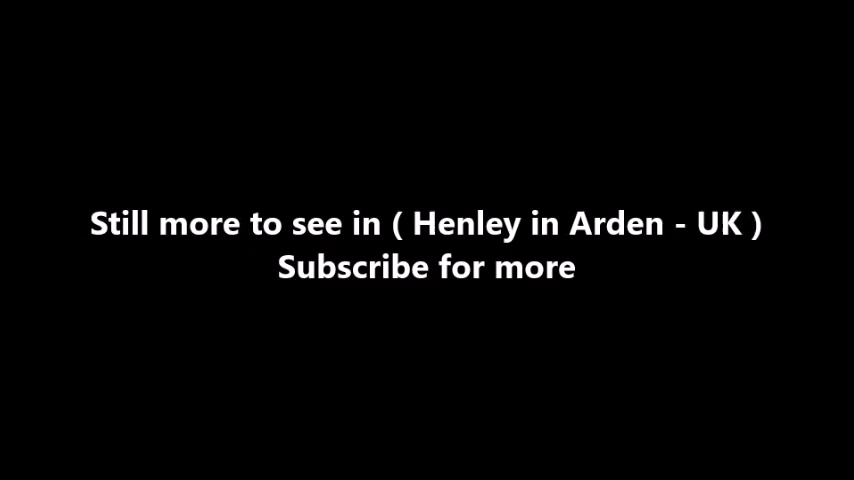 Still more to see in ( Henley in Arden - UK )
Subscribe for more